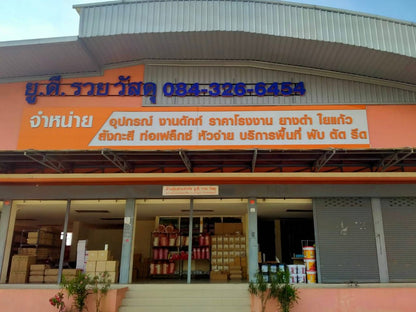 ยู.ดี. รวย วัสดุ 084-326-6454
จำหน่าย
อุปกรณ์ งานดักท์ ราคาโรงงาน ยางดำ ใยแก้ว
สังกะสี ท่อเฟล็กซ์ หัวจ่าย บริการพื้นที่ พับ ตัด รีด